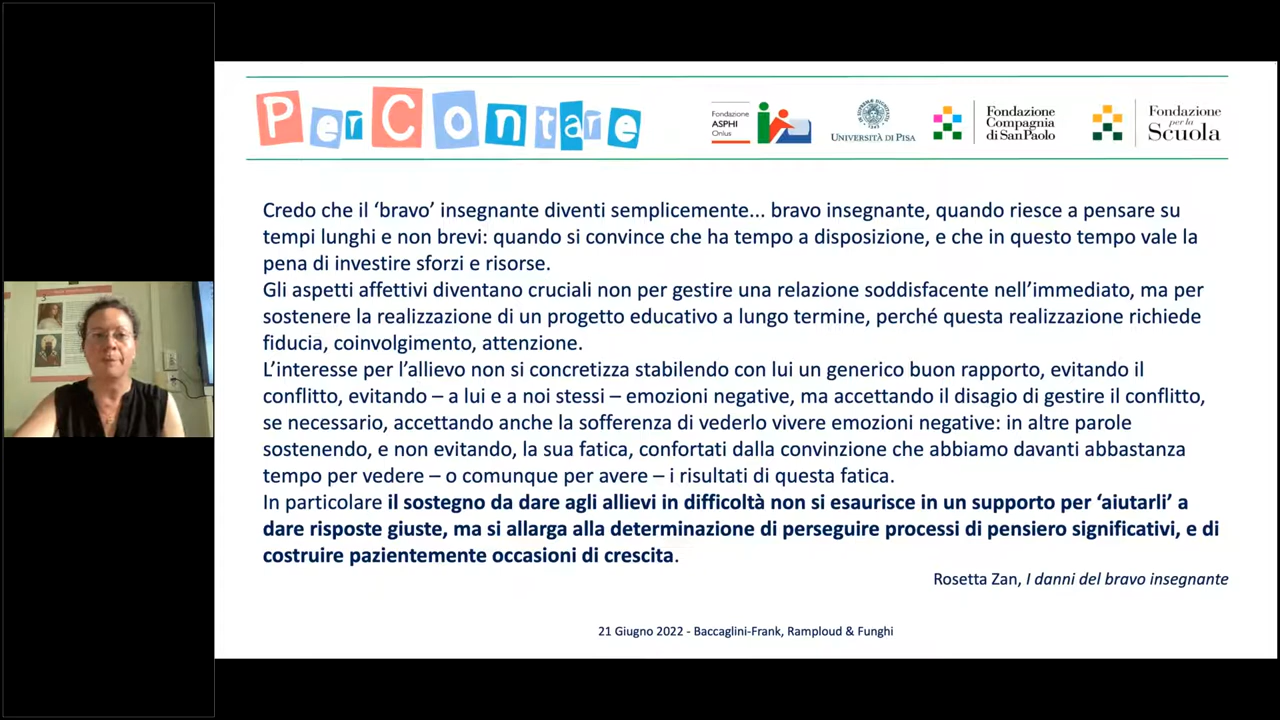 PerContare
Fondazione
ASPHI
Onlus
UNIVERSITÀ DI PISA
Fondazione
Compagnia
di SanPaolo
Fondazione
per la
Scuola
Credo che il ‘bravo’ insegnante diventi semplicemente... bravo insegnante, quando riesce a pensare su
tempi lunghi e non brevi: quando si convince che ha tempo a disposizione, e che in questo tempo vale la
pena di investire sforzi e risorse.
Gli aspetti affettivi diventano cruciali non per gestire una relazione soddisfacente nell’immediato, ma per
sostenere la realizzazione di un progetto educativo a lungo termine, perché questa realizzazione richiede
fiducia, coinvolgimento, attenzione.
L’interesse per l’allievo non si concretizza stabilendo con lui un generico buon rapporto, evitando il
conflitto, evitando – a lui e a noi stessi – emozioni negative, ma accettando il disagio di gestire il conflitto,
se necessario, accettando anche la sofferenza di vederlo vivere emozioni negative: in altre parole
sostenendo, e non evitando, la sua fatica, confortati dalla convinzione che abbiamo davanti abbastanza
tempo per vedere – o comunque per avere – i risultati di questa fatica.
In particolare il sostegno da dare agli allievi in difficoltà non si esaurisce in un supporto per ‘aiutarli’ a
dare risposte giuste, ma si allarga alla determinazione di perseguire processi di pensiero significativi, e di
costruire pazientemente occasioni di crescita.
Rosetta Zan, I danni del bravo insegnante
21 Giugno 2022 - Baccaglini-Frank, Ramploud & Funghi